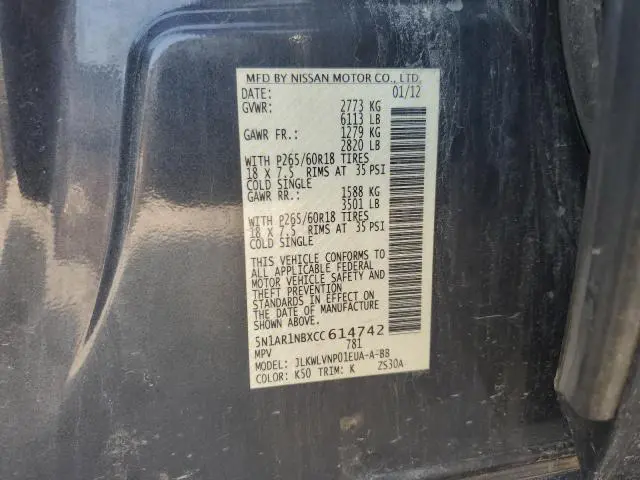 MFD BY NISSAN MOTOR CO., LTD.
DATE: 01/12
GVWR: 2773 KG
6113 LB
GAWR FR.: 1279 KG
2820 LB
WITH P265/60R18 TIRES
18 X 7.5 RIMS AT 35 PSI
COLD SINGLE
GAWR RR.: 1588 KG
3501 LB
WITH P265/60R18 TIRES
18 X 7.5 RIMS AT 35 PSI
COLD SINGLE
THIS VEHICLE CONFORMS TO
ALL APPLICABLE FEDERAL
MOTOR VEHICLE SAFETY AND
THEFT PREVENTION
STANDARDS IN EFFECT ON
THE DATE OF MANUFACTURE
SHOWN ABOVE.
5N1AR1NBXCC614742
MPV 781
MODEL: JLKWLVNP01EUA-A-BB
COLOR: K50 TRIM: K ZS30A